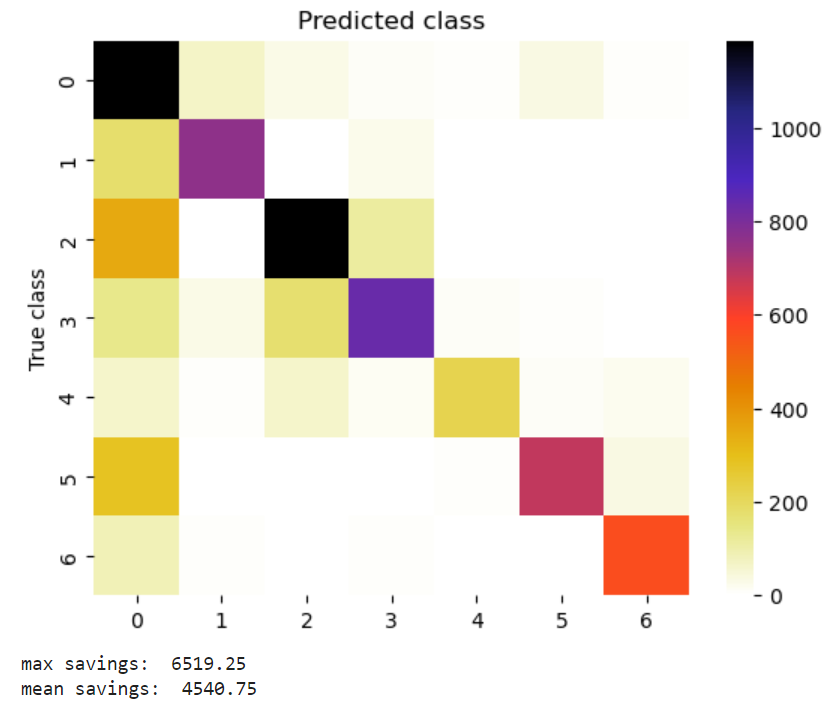 Predicted class
True class
0
1
2
3
4
5
6
0 1 2 3 4 5 6
1000
800
600
400
200
0
max savings:  6519.25
mean savings:  4540.75